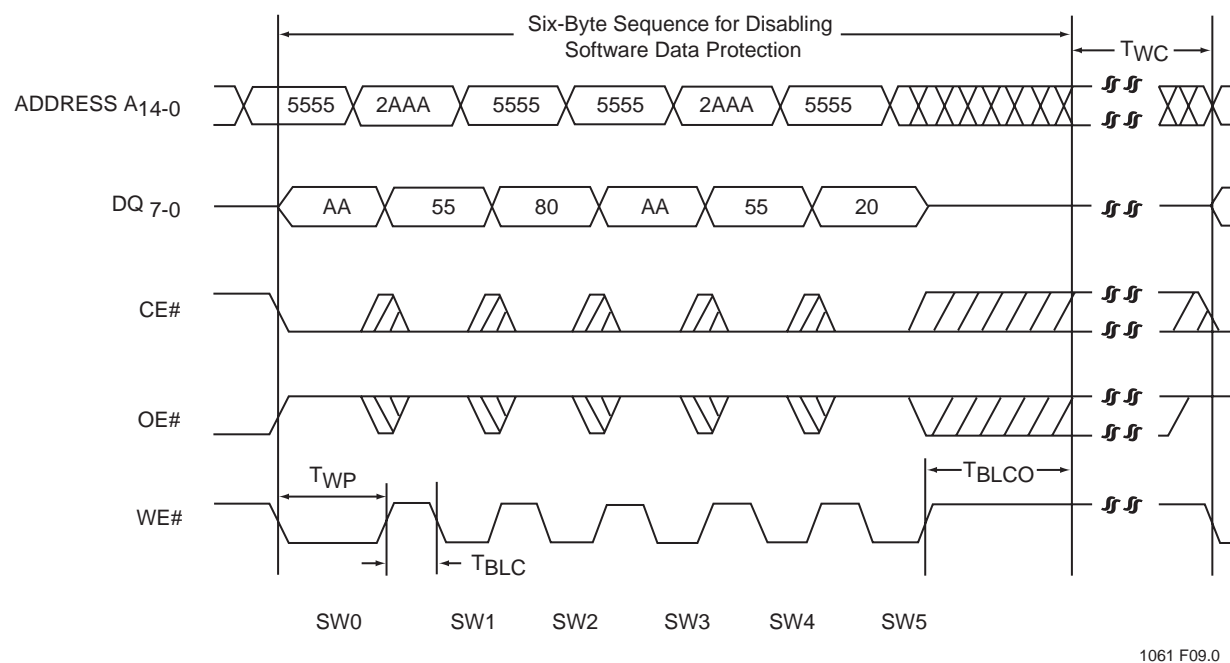 Six-Byte Sequence for Disabling
Software Data Protection
TWC
ADDRESS A14-0
5555 2AAA 5555 5555 2AAA 5555
DQ 7-0
AA 55 80 AA 55 20
CE#
OE#
TWP
TBLCO
WE#
TBLC
SW0 SW1 SW2 SW3 SW4 SW5
1061 F09.0